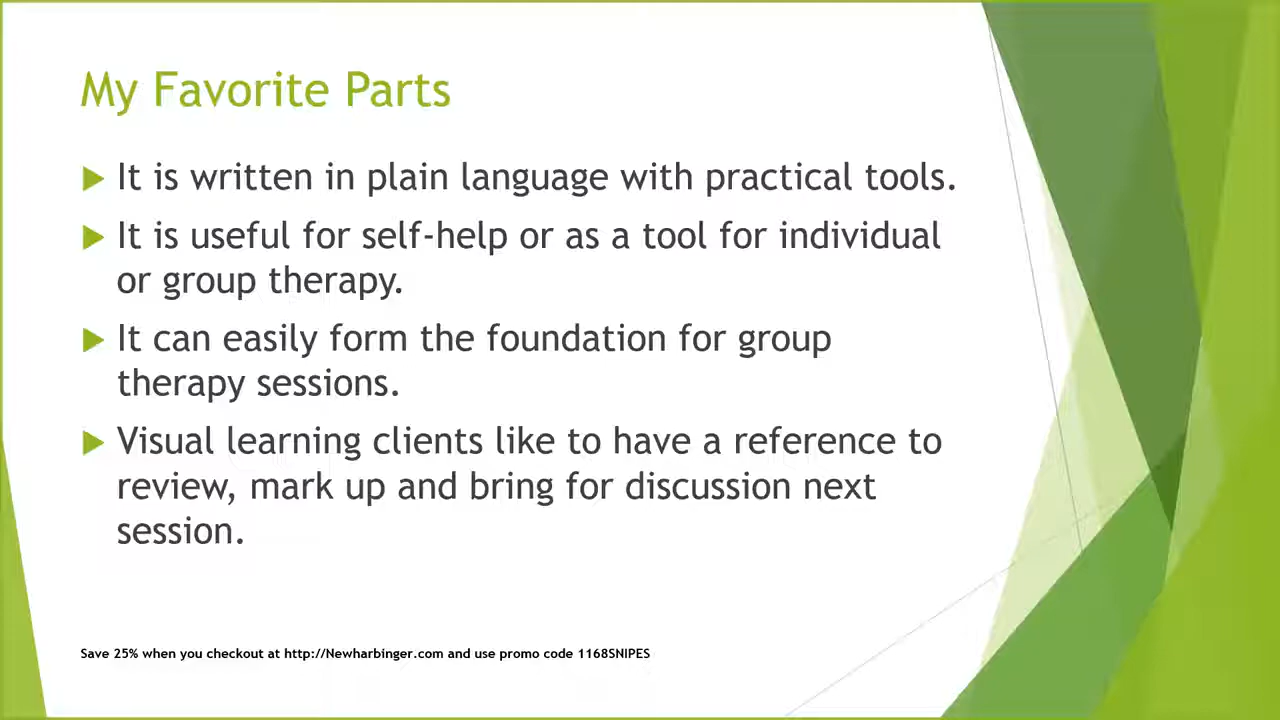 My Favorite Parts
It is written in plain language with practical tools.
It is useful for self-help or as a tool for individual
or group therapy.
It can easily form the foundation for group
therapy sessions.
Visual learning clients like to have a reference to
review, mark up and bring for discussion next
session.
Save 25% when you checkout at http://Newharbinger.com and use promo code 1168SNIPES